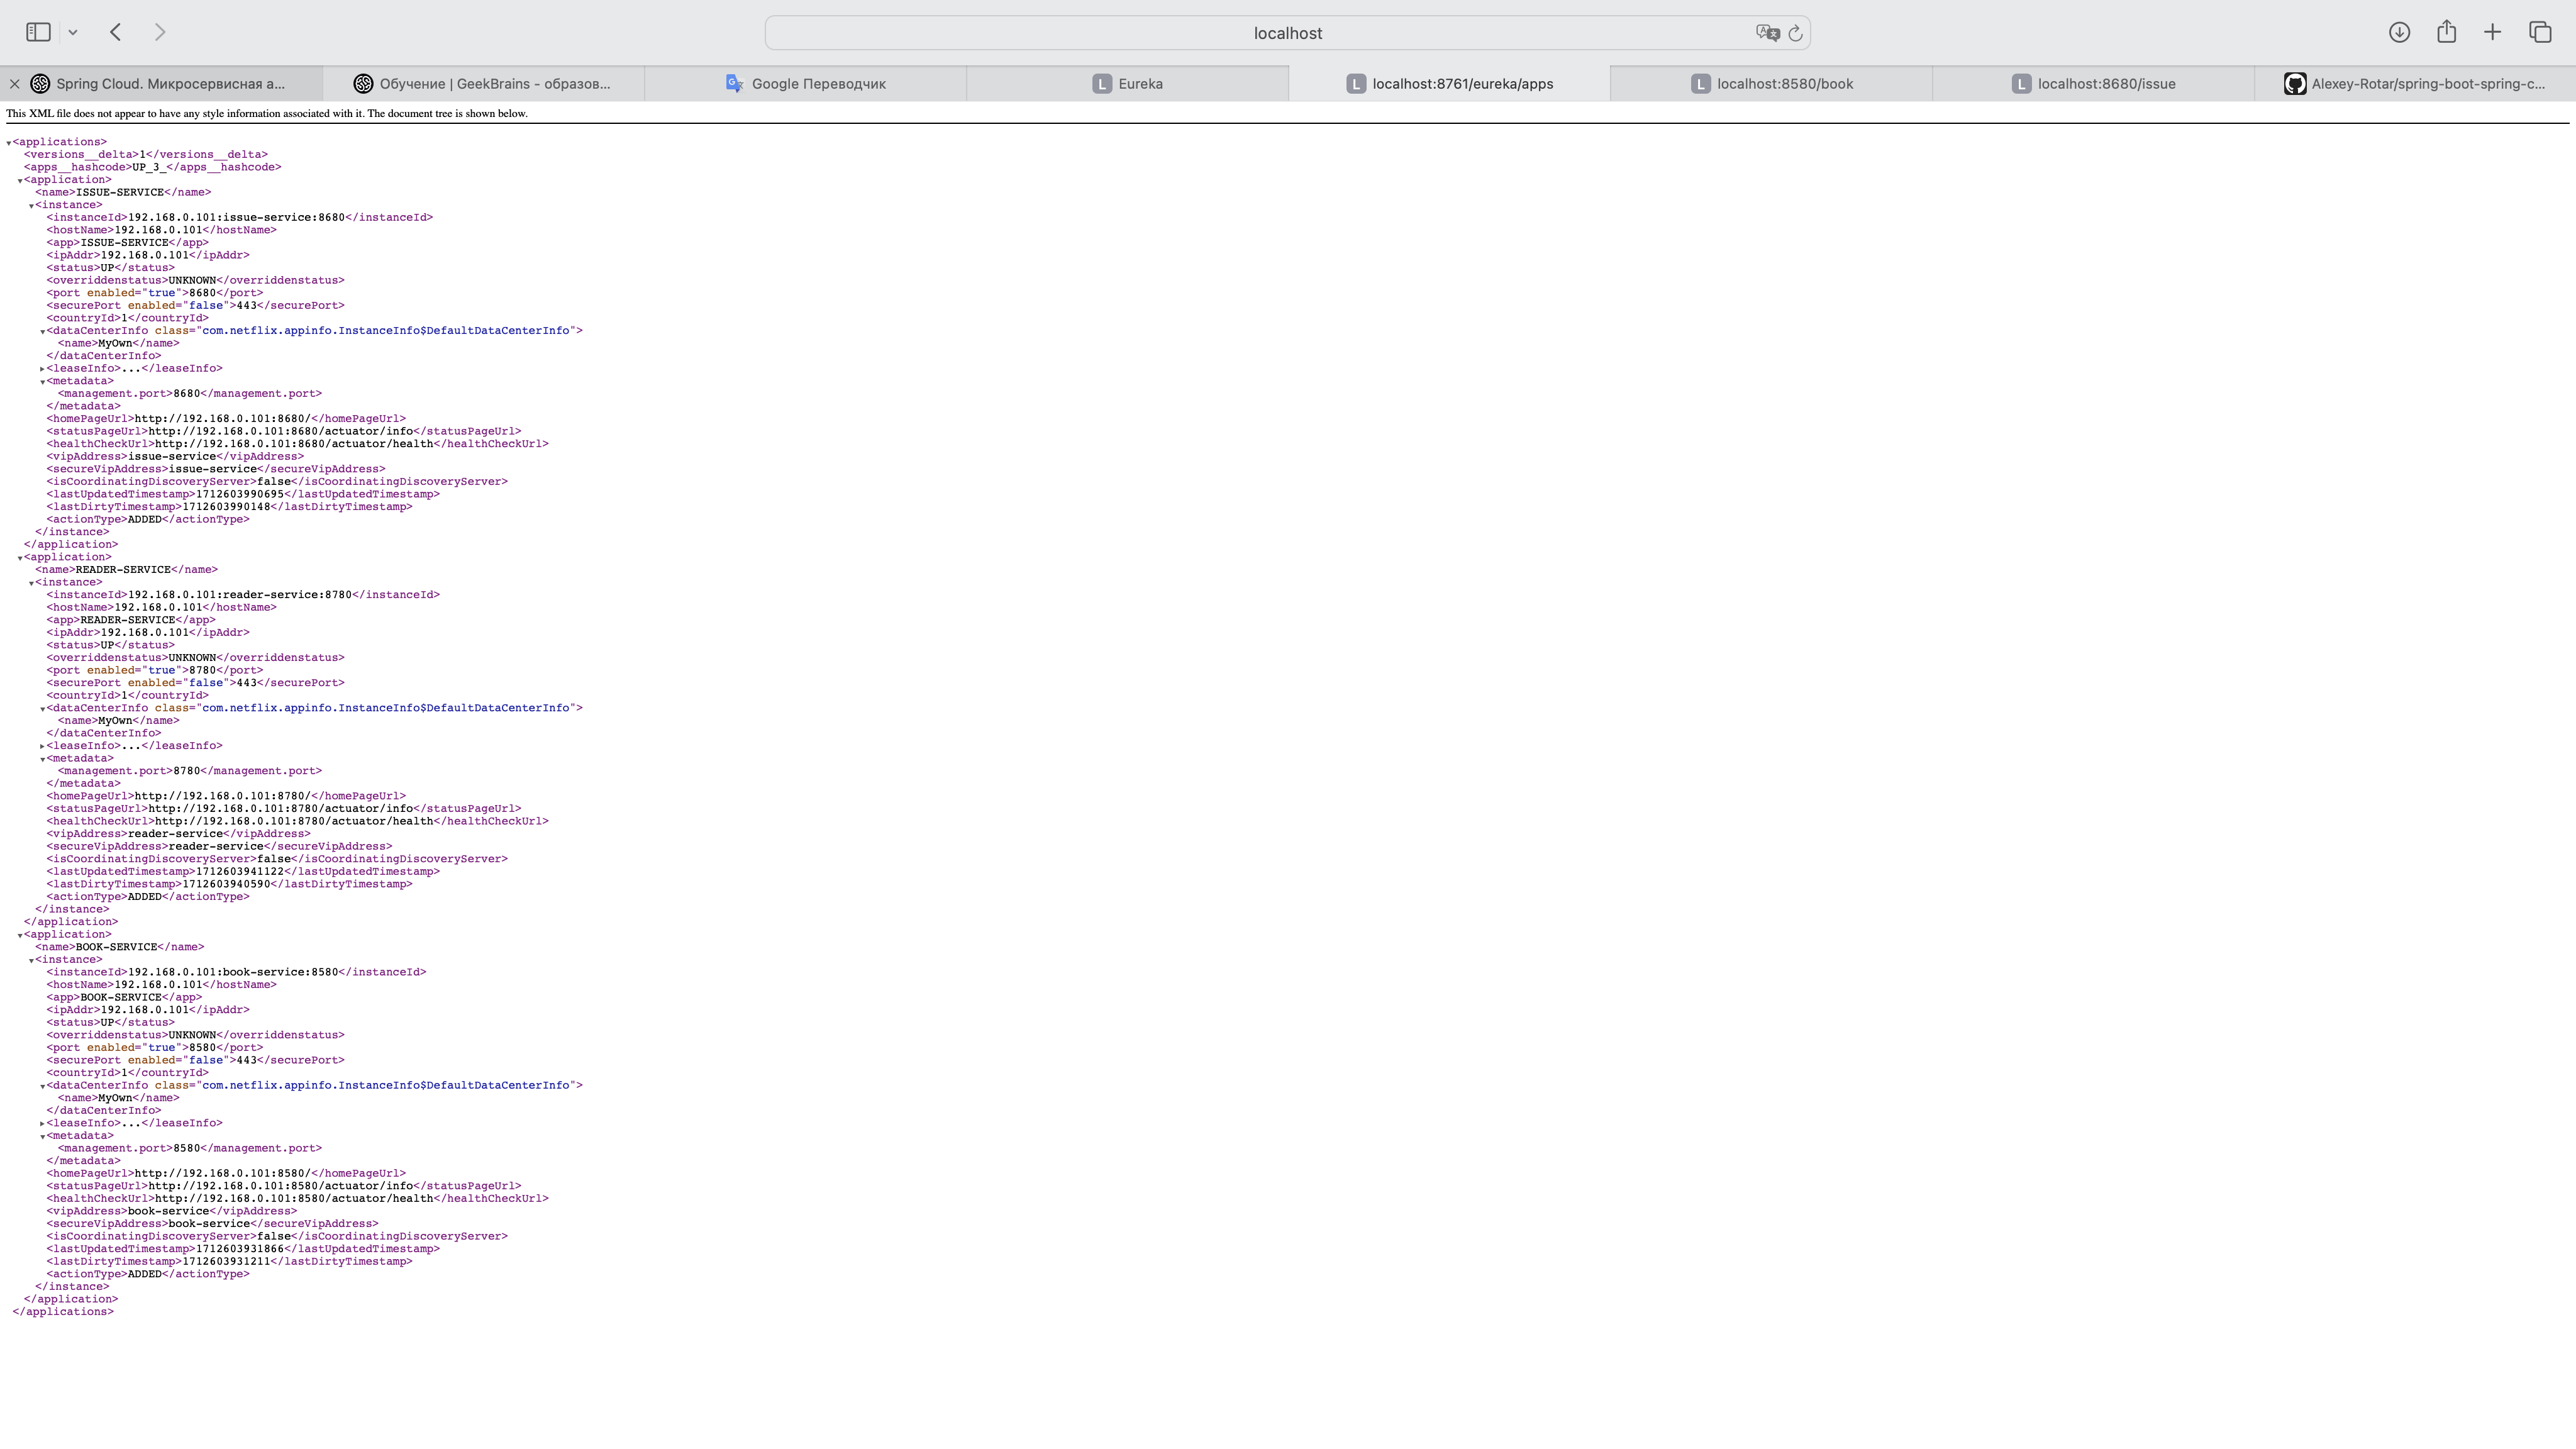 localhost
Spring Cloud. Микросервисная а...
Обучение | GeekBrains - образов...
Google Переводчик
Eureka
localhost:8761/eureka/apps
localhost:8580/book
localhost:8680/issue
Alexey-Rotar/spring-boot-spring-c...
This XML file does not appear to have any style information associated with it. The document tree is shown below.
<applications>
<versions__delta>1</versions__delta>
<apps__hashcode>UP_3_</apps__hashcode>
<application>
<name>ISSUE-SERVICE</name>
<instance>
<instanceId>192.168.0.101:issue-service:8680</instanceId>
<hostName>192.168.0.101</hostName>
<app>ISSUE-SERVICE</app>
<ipAddr>192.168.0.101</ipAddr>
<status>UP</status>
<overriddenstatus>UNKNOWN</overriddenstatus>
<port enabled="true">8680</port>
<securePort enabled="false">443</securePort>
<countryId>1</countryId>
<dataCenterInfo class="com.netflix.appinfo.InstanceInfo$DefaultDataCenterInfo">
<name>MyOwn</name>
</dataCenterInfo>
<leaseInfo>...</leaseInfo>
<metadata>
<management.port>8680</management.port>
</metadata>
<homePageUrl>http://192.168.0.101:8680/</homePageUrl>
<statusPageUrl>http://192.168.0.101:8680/actuator/info</statusPageUrl>
<healthCheckUrl>http://192.168.0.101:8680/actuator/health</healthCheckUrl>
<vipAddress>issue-service</vipAddress>
<secureVipAddress>issue-service</secureVipAddress>
<isCoordinatingDiscoveryServer>false</isCoordinatingDiscoveryServer>
<lastUpdatedTimestamp>1712603990695</lastUpdatedTimestamp>
<lastDirtyTimestamp>1712603990148</lastDirtyTimestamp>
<actionType>ADDED</actionType>
</instance>
</application>
<application>
<name>READER-SERVICE</name>
<instance>
<instanceId>192.168.0.101:reader-service:8780</instanceId>
<hostName>192.168.0.101</hostName>
<app>READER-SERVICE</app>
<ipAddr>192.168.0.101</ipAddr>
<status>UP</status>
<overriddenstatus>UNKNOWN</overriddenstatus>
<port enabled="true">8780</port>
<securePort enabled="false">443</securePort>
<countryId>1</countryId>
<dataCenterInfo class="com.netflix.appinfo.InstanceInfo$DefaultDataCenterInfo">
<name>MyOwn</name>
</dataCenterInfo>
<leaseInfo>...</leaseInfo>
<metadata>
<management.port>8780</management.port>
</metadata>
<homePageUrl>http://192.168.0.101:8780/</homePageUrl>
<statusPageUrl>http://192.168.0.101:8780/actuator/info</statusPageUrl>
<healthCheckUrl>http://192.168.0.101:8780/actuator/health</healthCheckUrl>
<vipAddress>reader-service</vipAddress>
<secureVipAddress>reader-service</secureVipAddress>
<isCoordinatingDiscoveryServer>false</isCoordinatingDiscoveryServer>
<lastUpdatedTimestamp>1712603941122</lastUpdatedTimestamp>
<lastDirtyTimestamp>1712603940590</lastDirtyTimestamp>
<actionType>ADDED</actionType>
</instance>
</application>
<application>
<name>BOOK-SERVICE</name>
<instance>
<instanceId>192.168.0.101:book-service:8580</instanceId>
<hostName>192.168.0.101</hostName>
<app>BOOK-SERVICE</app>
<ipAddr>192.168.0.101</ipAddr>
<status>UP</status>
<overriddenstatus>UNKNOWN</overriddenstatus>
<port enabled="true">8580</port>
<securePort enabled="false">443</securePort>
<countryId>1</countryId>
<dataCenterInfo class="com.netflix.appinfo.InstanceInfo$DefaultDataCenterInfo">
<name>MyOwn</name>
</dataCenterInfo>
<leaseInfo>...</leaseInfo>
<metadata>
<management.port>8580</management.port>
</metadata>
<homePageUrl>http://192.168.0.101:8580/</homePageUrl>
<statusPageUrl>http://192.168.0.101:8580/actuator/info</statusPageUrl>
<healthCheckUrl>http://192.168.0.101:8580/actuator/health</healthCheckUrl>
<vipAddress>book-service</vipAddress>
<secureVipAddress>book-service</secureVipAddress>
<isCoordinatingDiscoveryServer>false</isCoordinatingDiscoveryServer>
<lastUpdatedTimestamp>1712603931866</lastUpdatedTimestamp>
<lastDirtyTimestamp>1712603931211</lastDirtyTimestamp>
<actionType>ADDED</actionType>
</instance>
</application>
</applications>